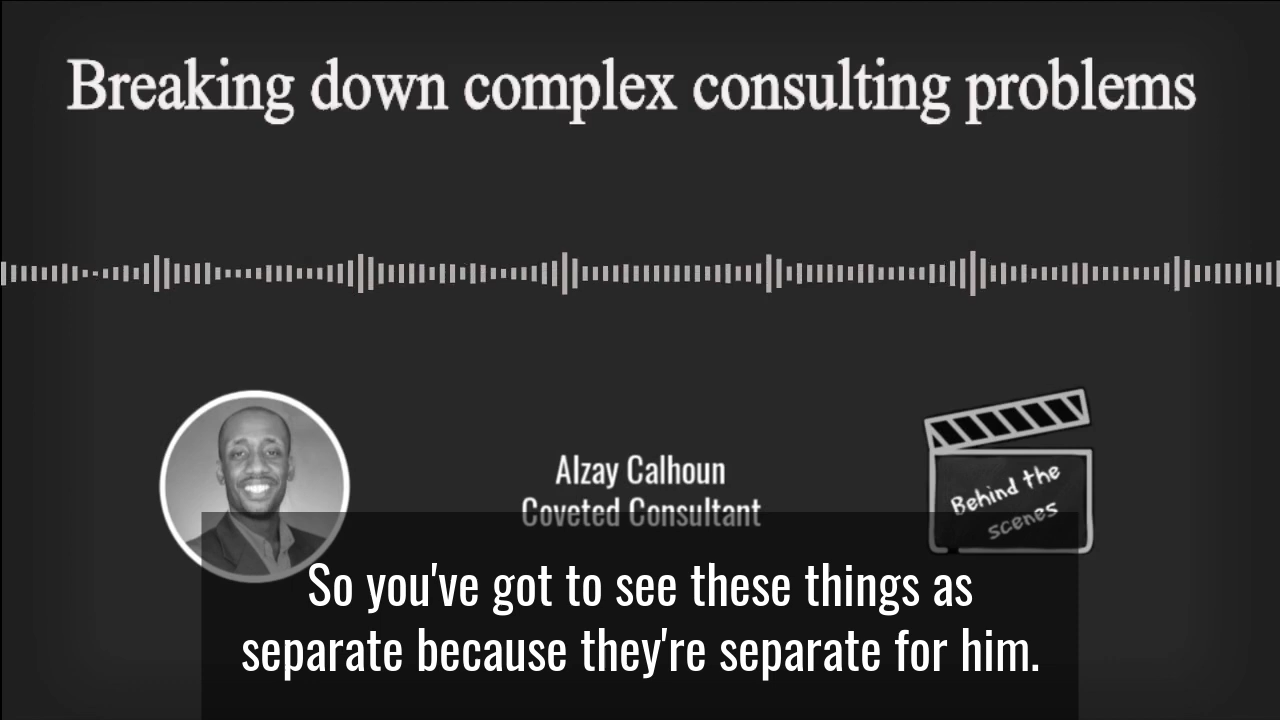 Breaking down complex consulting problems
Alzay Calhoun
Coveted Consultant
Behind the
scenes
So you've got to see these things as
separate because they're separate for him.